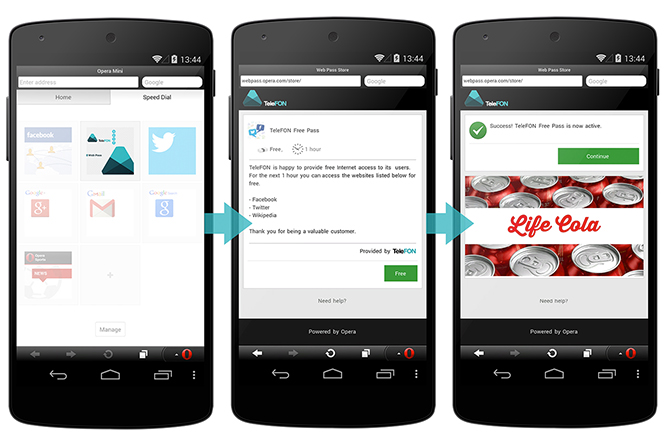 13:44
Opera Mini
Enter address
Google
Home
Speed Dial
facebook
TeleFON
Manage
13:44
Web Pass Store
webpass.opera.com/store/
Google
TeleFON
TeleFON Free Pass
Free,
1 hour
TeleFON is happy to provide free Internet access to its users.
For the next 1 hour you can access the websites listed below for
free.
- Facebook
- Twitter
- Wikipedia
Thank you for being a valuable customer.
Provided by TeleFON
Free
Need help?
Powered by Opera
13:44
Web Pass Store
webpass.opera.com/store/
Google
TeleFON
Success! TeleFON Free Pass is now active.
Continue
Life Cola
Need help?
Powered by Opera